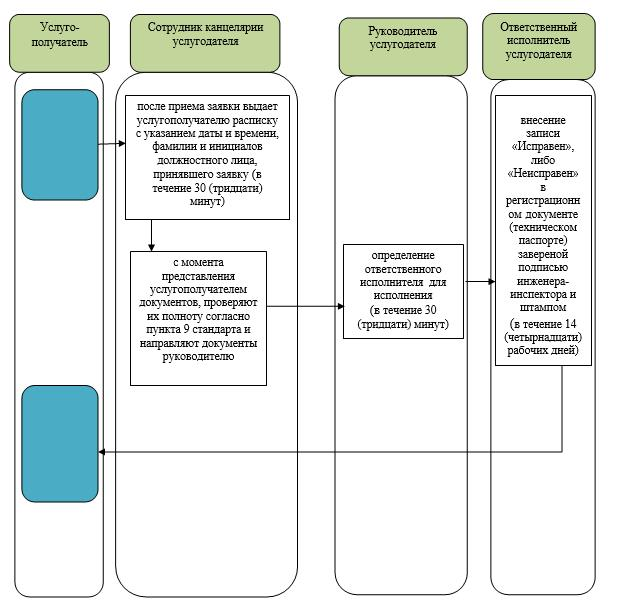 Услуго-
получатель
Сотрудник канцелярии
услугодателя
Руководитель
услугодателя
Ответственный
исполнитель
услугодателя
после приема заявки выдает
услугополучателю расписку
с указанием даты и времени,
фамилии и инициалов
должностного лица,
принявшего заявку (в
течение 30 (тридцати)
минут)
с момента
представления
услугополучателем
документов, проверяют
их полноту согласно
пункта 9 стандарта и
направляют документы
руководителю
определение
ответственного
исполнителя для
исполнения
(в течение 30
(тридцати) минут)
внесение
записи
«Исправен»,
либо
«Неисправен»
в
регистрационн
ом документе
(техническом
паспорте)
завереной
подписью
инженера-
инспектора и
штампом
(в течение 14
(четырнадцати)
рабочих дней)